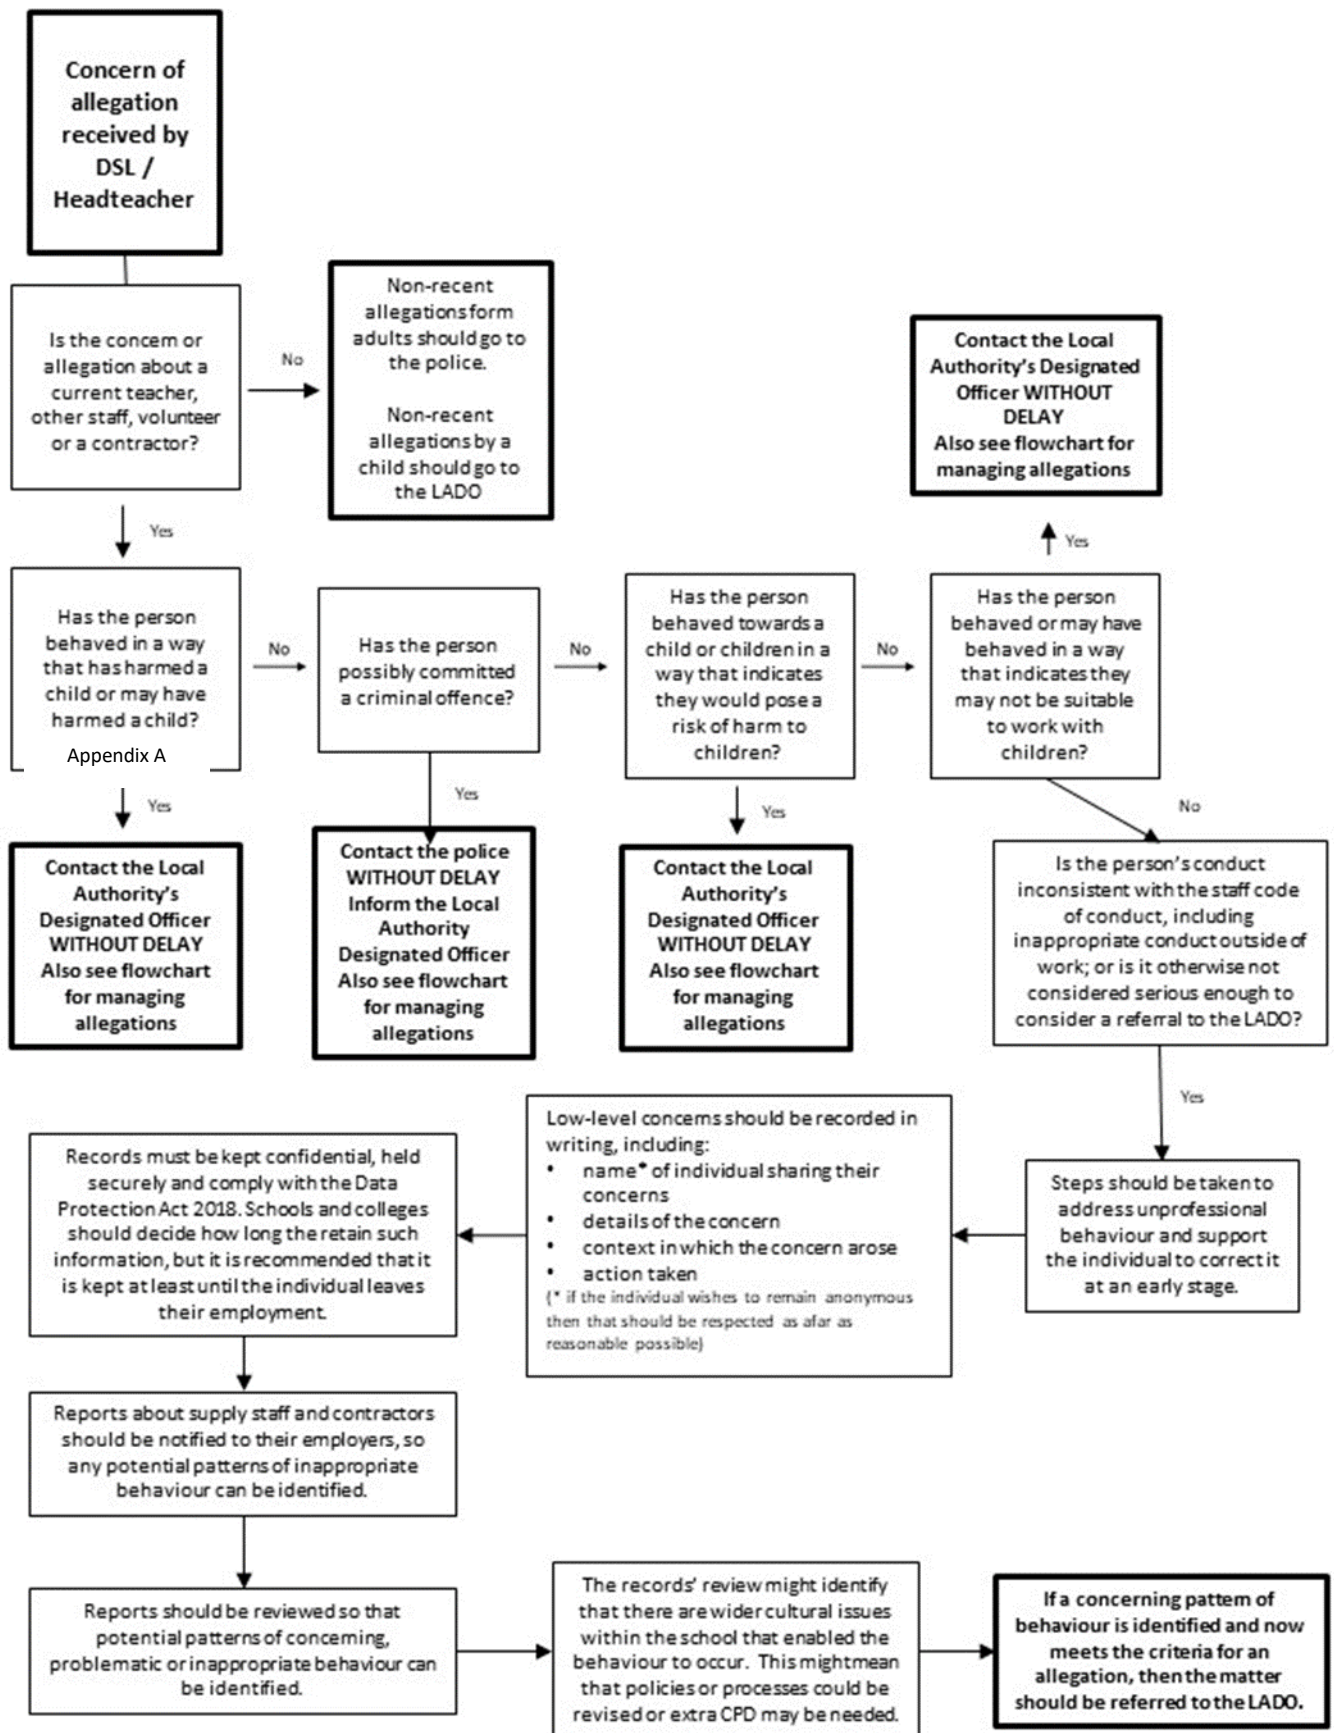 Concern of
allegation
received by
DSL /
Headteacher
Is the concern or
allegation about a
current teacher,
other staff, volunteer
or a contractor?
No
Non-recent
allegations form
adults should go to
the police.
Non-recent
allegations by a
child should go to
the LADO
Contact the Local
Authority's Designated
Officer WITHOUT
DELAY
Also see flowchart for
managing allegations
Yes
Yes
Has the person
behaved in a way
that has harmed a
child or may have
harmed a child?
Appendix A
No
Has the person
possibly committed
a criminal offence?
No
Has the person
behaved towards a
child or children in a
way that indicates
they would pose a
risk of harm to
children?
No
Has the person
behaved or may have
behaved in a way
that indicates they
may not be suitable
to work with
children?
Yes
Yes
Yes
No
Contact the Local
Authority's
Designated Officer
WITHOUT DELAY
Also see flowchart
for managing
allegations
Contact the police
WITHOUT DELAY
Inform the Local
Authority
Designated Officer
Also see flowchart
for managing
allegations
Contact the Local
Authority's
Designated Officer
WITHOUT DELAY
Also see flowchart
for managing
allegations
Is the person's conduct
inconsistent with the staff code
of conduct, including
inappropriate conduct outside of
work; or is it otherwise not
considered serious enough to
consider a referral to the LADO?
Yes
Steps should be taken to
address unprofessional
behaviour and support
the individual to correct it
at an early stage.
Low-level concerns should be recorded in
writing, including:
• name* of individual sharing their
concerns
• details of the concern
• context in which the concern arose
• action taken
(* if the individual wishes to remain anonymous
then that should be respected as afar as
reasonable possible)
Records must be kept confidential, held
securely and comply with the Data
Protection Act 2018. Schools and colleges
should decide how long the retain such
information, but it is recommended that it
is kept at least until the individual leaves
their employment.
Reports about supply staff and contractors
should be notified to their employers, so
any potential patterns of inappropriate
behaviour can be identified.
Reports should be reviewed so that
potential patterns of concerning,
problematic or inappropriate behaviour can
be identified.
The records' review might identify
that there are wider cultural issues
within the school that enabled the
behaviour to occur. This might mean
that policies or processes could be
revised or extra CPD may be needed.
If a concerning pattern of
behaviour is identified and now
meets the criteria for an
allegation, then the matter
should be referred to the LADO.